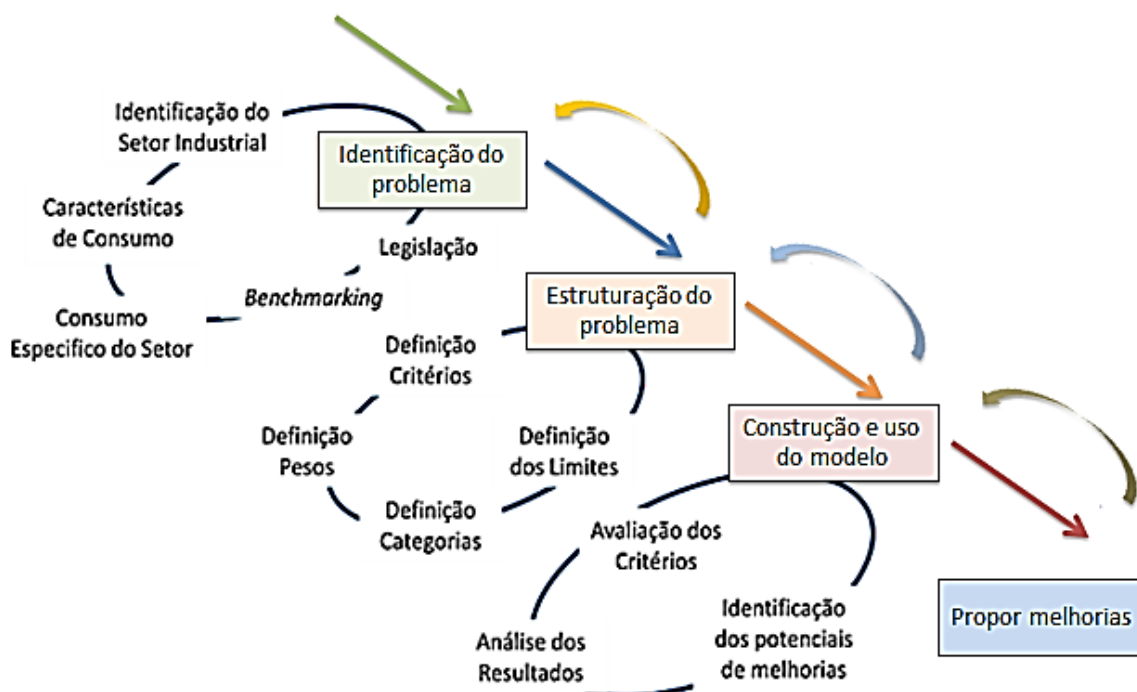 Identificação do
Setor Industrial
Identificação do
problema
Características
de Consumo
Legislação
Benchmarking
Consumo
Especifico do Setor
Estruturação do
problema
Definição
Critérios
Definição
Pesos
Definição
dos Limites
Definição
Categorias
Construção e uso
do modelo
Avaliação dos
Critérios
Análise dos
Resultados
Identificação
dos potenciais
de melhorias
Propor melhorias